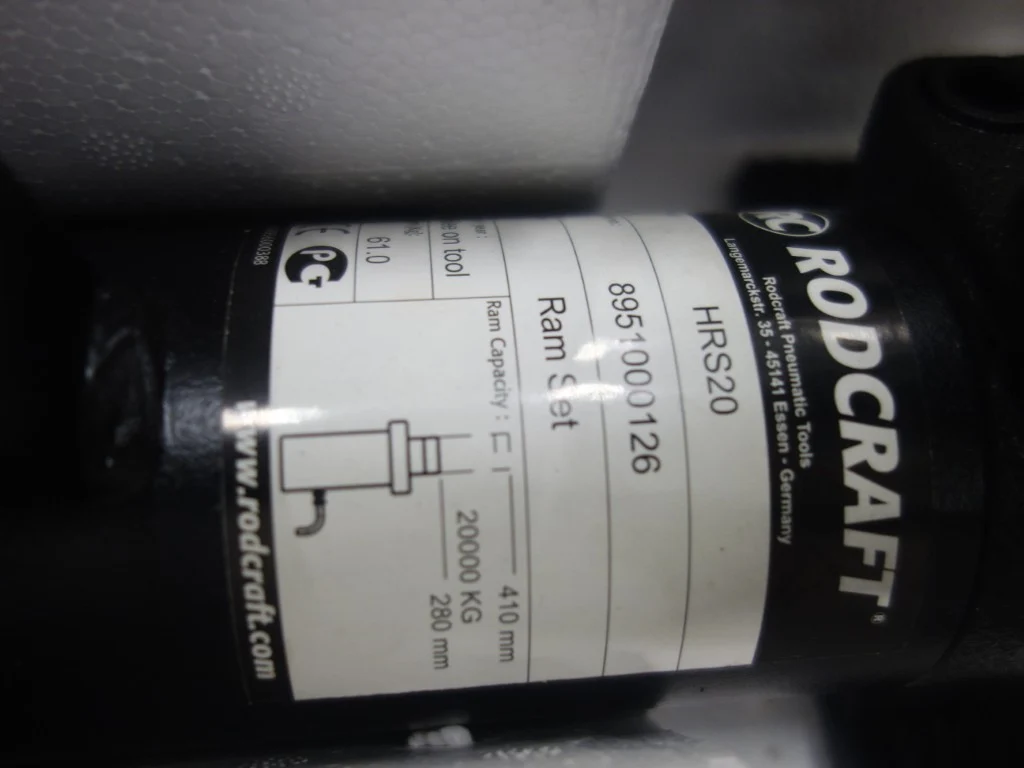 RC RODCRAFT®
Rodcraft Pneumatic Tools
Langemarckstr. 35 - 45141 Essen - Germany
HRS20
8951000126
Ram Set
on tool
61.0
Ram Capacity :
410 mm
20000 KG
280 mm
www.rodcraft.com